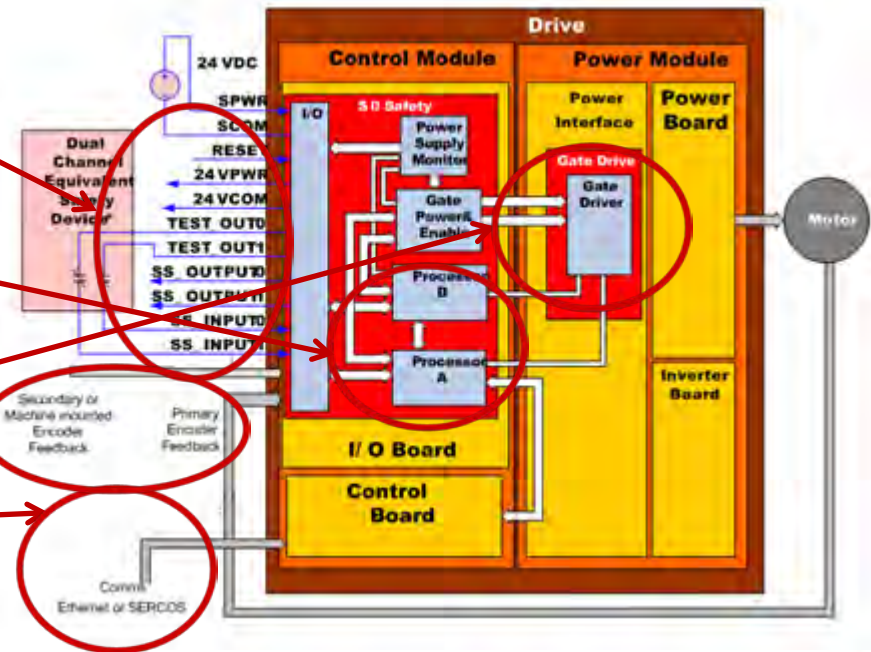 Drive
Control Module
Power Module
24 VDC
SPWR
SCOM
RESE
24 VPWR
24 VCOM
TEST_OUT0
TEST_OUT1
SS_OUTPUT0
SS_OUTPUT1
SS_INPUT0
SS_INPUT1
Dual
Channel
Equivalent
Safety
Device
I/O
S0 Safety
Power
Supply
Monitor
Gate
Power&
Enable
Processor
B
Processor
A
I/ O Board
Control
Board
Power
Interface
Gate Drive
Gate
Driver
Power
Board
Inverter
Board
Motor
Secondary or
Machine mounted
Encoder
Feedback
Primary
Encoder
Feedback
Comms
Ethernet or SERCOS